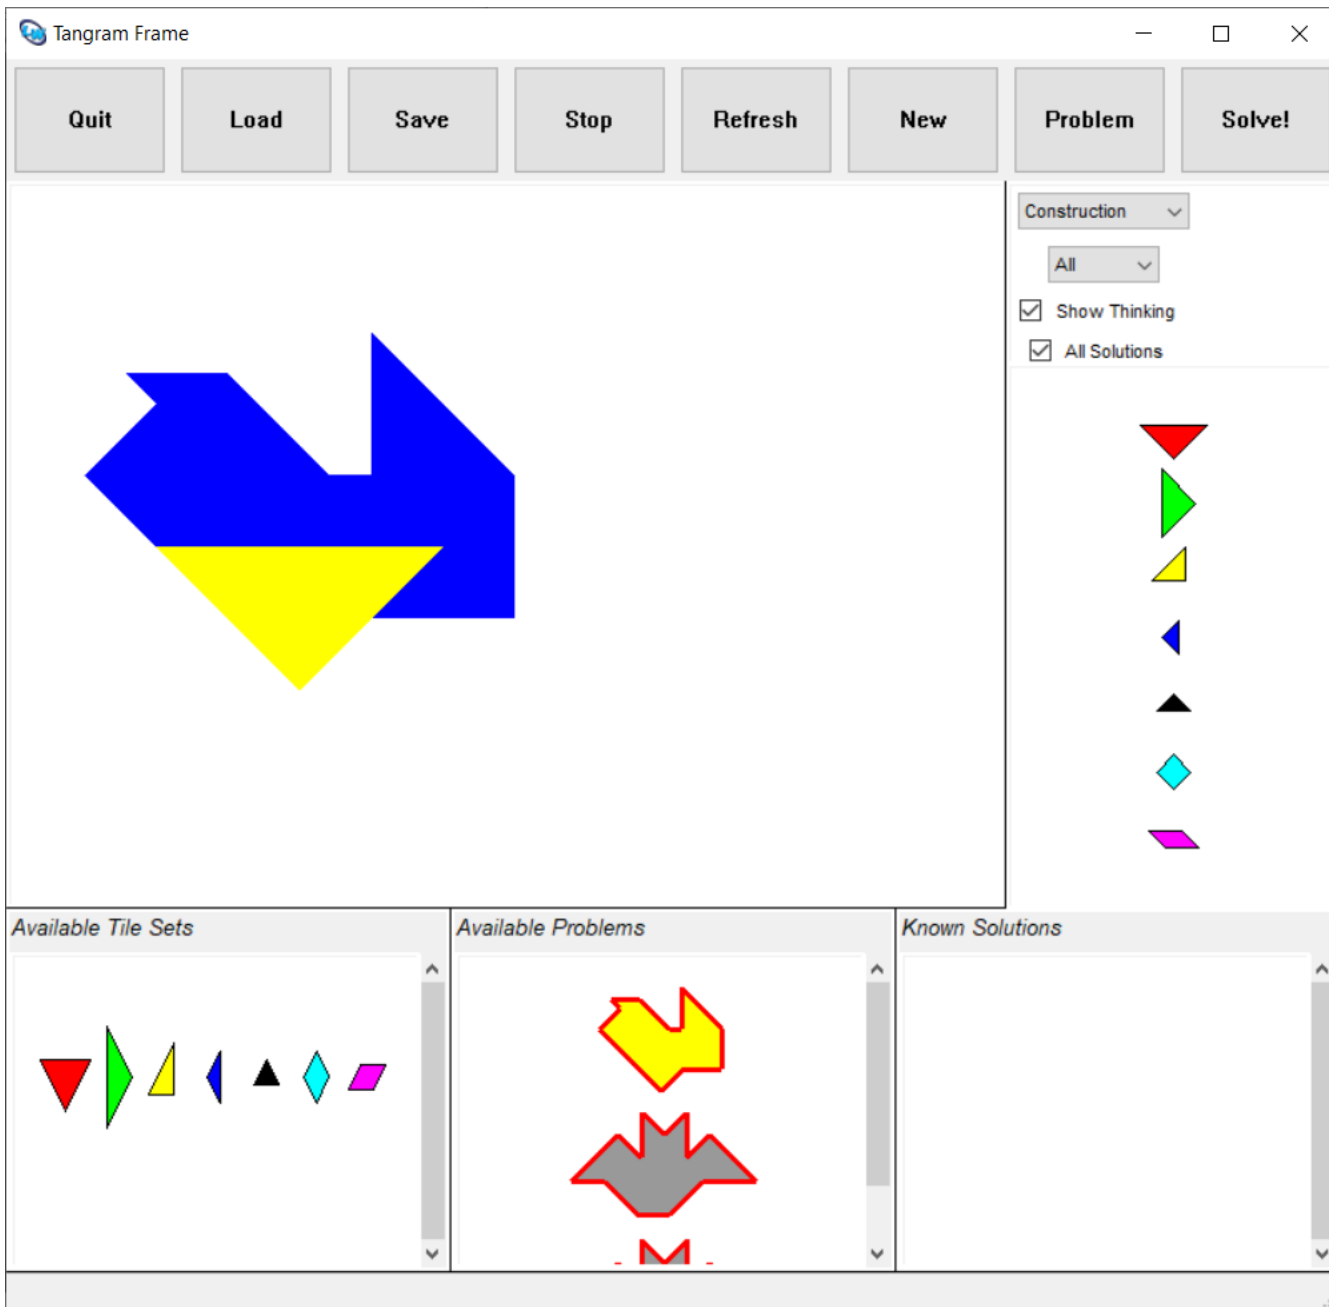 Tangram Frame
Quit Load Save Stop Refresh New Problem Solve!
Construction
All
Show Thinking
All Solutions
Available Tile Sets Available Problems Known Solutions